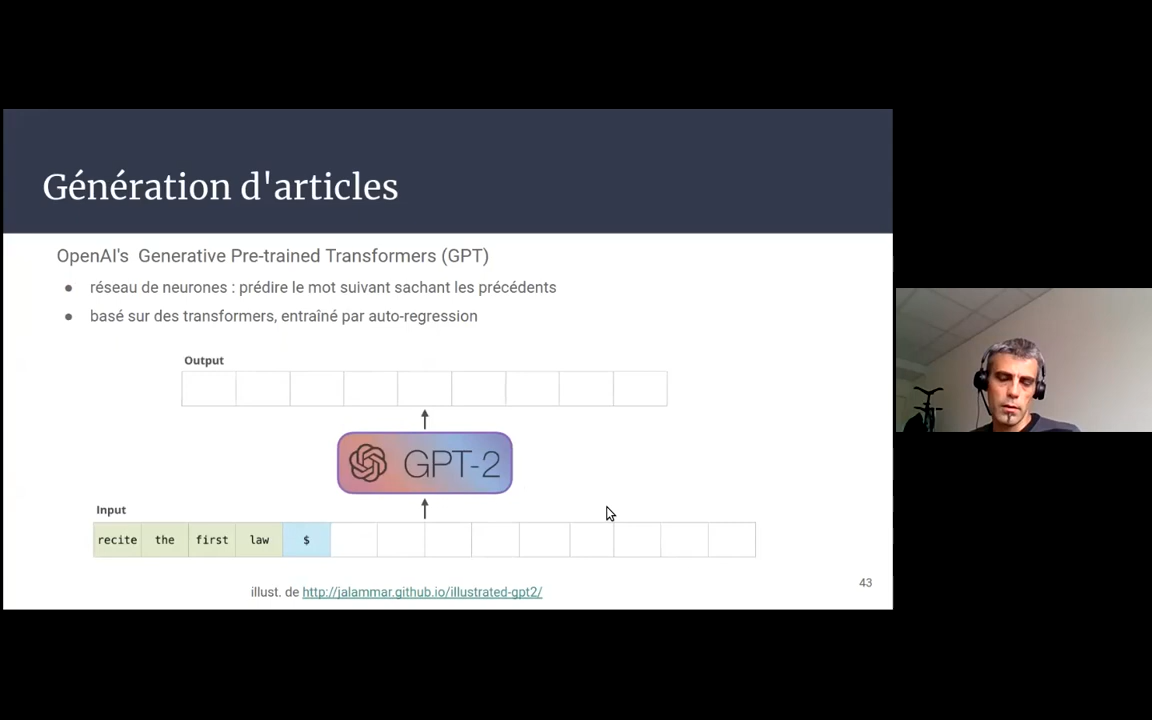 Génération d'articles
OpenAI's  Generative Pre-trained Transformers (GPT)
● réseau de neurones : prédire le mot suivant sachant les précédents
● basé sur des transformers, entraîné par auto-regression
Output
GPT-2
Input
recite the first law $
illust. de http://jalammar.github.io/illustrated-gpt2/
43